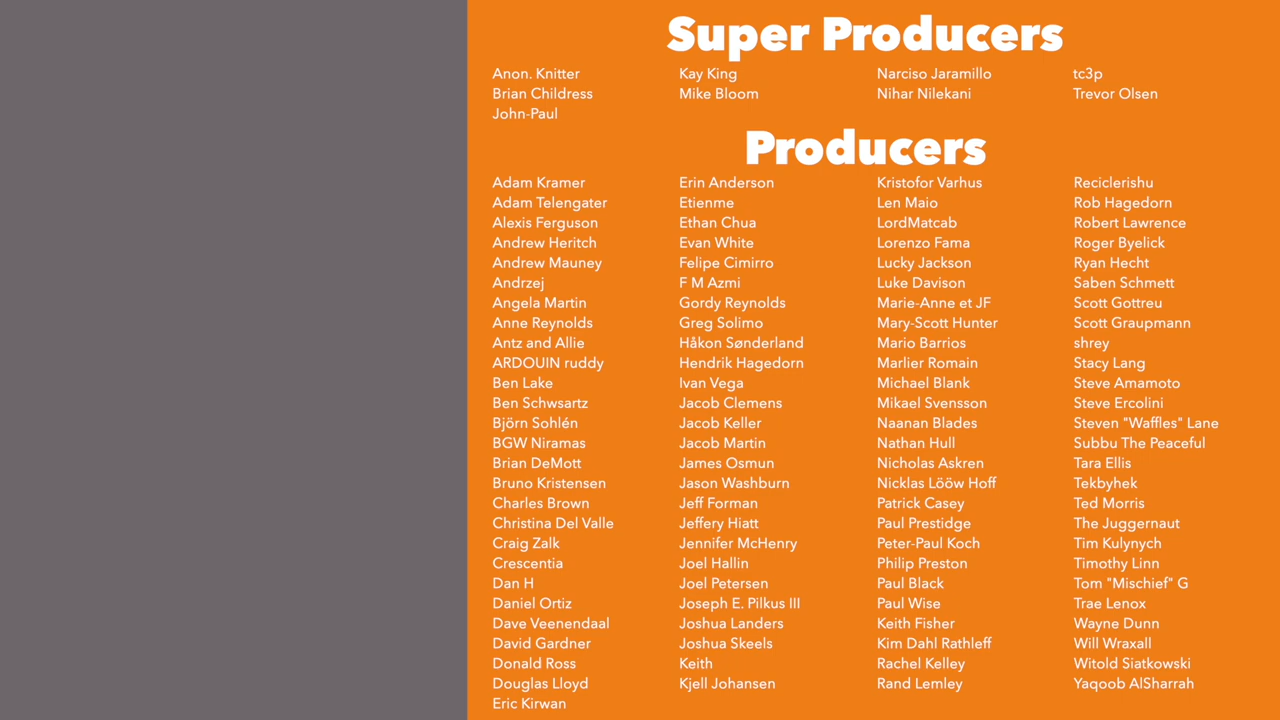 Super Producers
Anon. Knitter
Brian Childress
John-Paul
Kay King
Mike Bloom
Narciso Jaramillo
Nihar Nilekani
tc3p
Trevor Olsen
Producers
Adam Kramer
Adam Telengater
Alexis Ferguson
Andrew Heritch
Andrew Mauney
Andrzej
Angela Martin
Anne Reynolds
Antz and Allie
ARDOUIN ruddy
Ben Lake
Ben Schwsartz
Björn Sohlén
BGW Niramas
Brian DeMott
Bruno Kristensen
Charles Brown
Christina Del Valle
Craig Zalk
Crescentia
Dan H
Daniel Ortiz
Dave Veenendaal
David Gardner
Donald Ross
Douglas Lloyd
Eric Kirwan
Erin Anderson
Etienme
Ethan Chua
Evan White
Felipe Cimirro
F M Azmi
Gordy Reynolds
Greg Solimo
Håkon Sønderland
Hendrik Hagedorn
Ivan Vega
Jacob Clemens
Jacob Keller
Jacob Martin
James Osmun
Jason Washburn
Jeff Forman
Jeffery Hiatt
Jennifer McHenry
Joel Hallin
Joel Petersen
Joseph E. Pilkus III
Joshua Landers
Joshua Skeels
Keith
Kjell Johansen
Kristofor Varhus
Len Maio
LordMatcab
Lorenzo Fama
Lucky Jackson
Luke Davison
Marie-Anne et JF
Mary-Scott Hunter
Mario Barrios
Marlier Romain
Michael Blank
Mikael Svensson
Naanan Blades
Nathan Hull
Nicholas Askren
Nicklas Lööw Hoff
Patrick Casey
Paul Prestidge
Peter-Paul Koch
Philip Preston
Paul Black
Paul Wise
Keith Fisher
Kim Dahl Rathleff
Rachel Kelley
Rand Lemley
Reciclerishu
Rob Hagedorn
Robert Lawrence
Roger Byelick
Ryan Hecht
Saben Schmett
Scott Gottreu
Scott Graupmann
shrey
Stacy Lang
Steve Amamoto
Steve Ercolini
Steven "Waffles" Lane
Subbu The Peaceful
Tara Ellis
Tekbyhek
Ted Morris
The Juggernaut
Tim Kulynych
Timothy Linn
Tom "Mischief" G
Trae Lenox
Wayne Dunn
Will Wraxall
Witold Siatkowski
Yaqoob AlSharrah